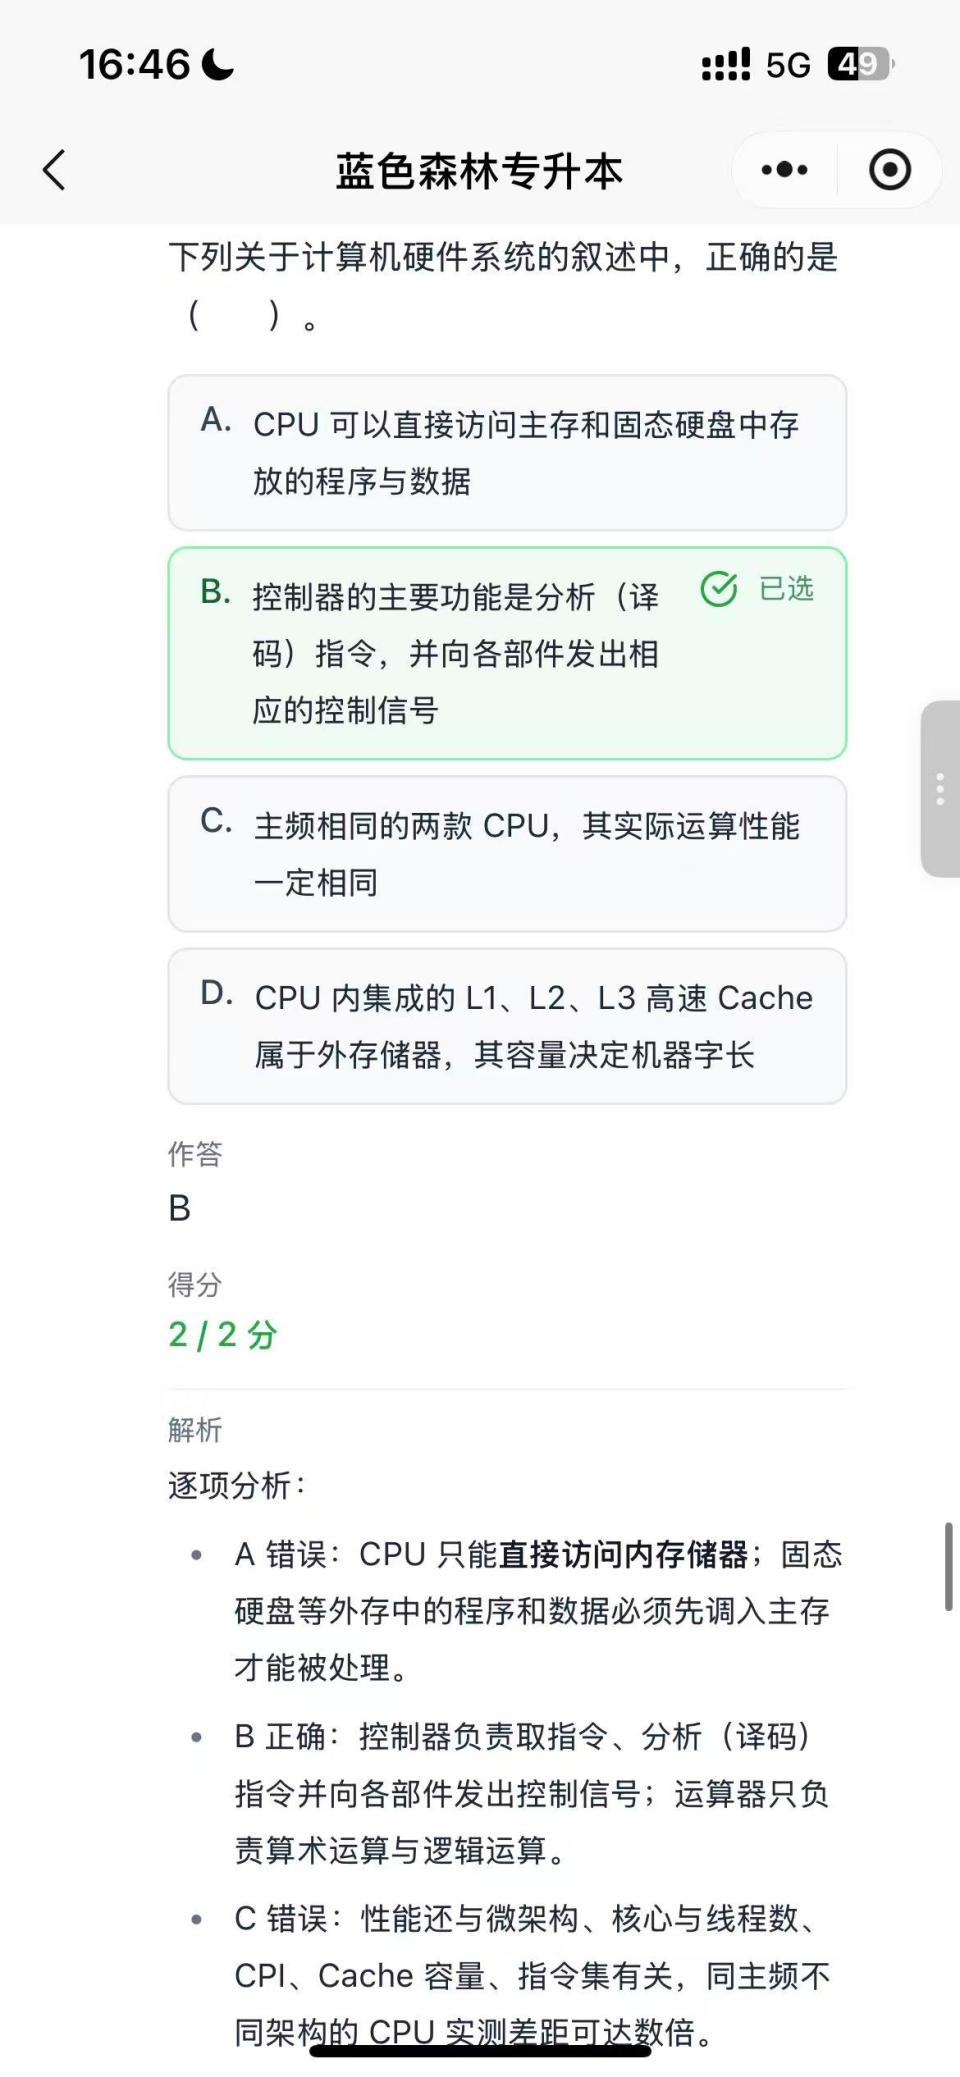 16:46
5G 49
蓝色森林专升本
下列关于计算机硬件系统的叙述中，正确的是
（　　）。
A. CPU 可以直接访问主存和固态硬盘中存
放的程序与数据
B. 控制器的主要功能是分析（译 已选
码）指令，并向各部件发出相
应的控制信号
C. 主频相同的两款 CPU，其实际运算性能
一定相同
D. CPU 内集成的 L1、L2、L3 高速 Cache
属于外存储器，其容量决定机器字长
作答
B
得分
2 / 2 分
解析
逐项分析：
• A 错误：CPU 只能直接访问内存储器；固态
硬盘等外存中的程序和数据必须先调入主存
才能被处理。
• B 正确：控制器负责取指令、分析（译码）
指令并向各部件发出控制信号；运算器只负
责算术运算与逻辑运算。
• C 错误：性能还与微架构、核心与线程数、
CPI、Cache 容量、指令集有关，同主频不
同架构的 CPU 实测差距可达数倍。